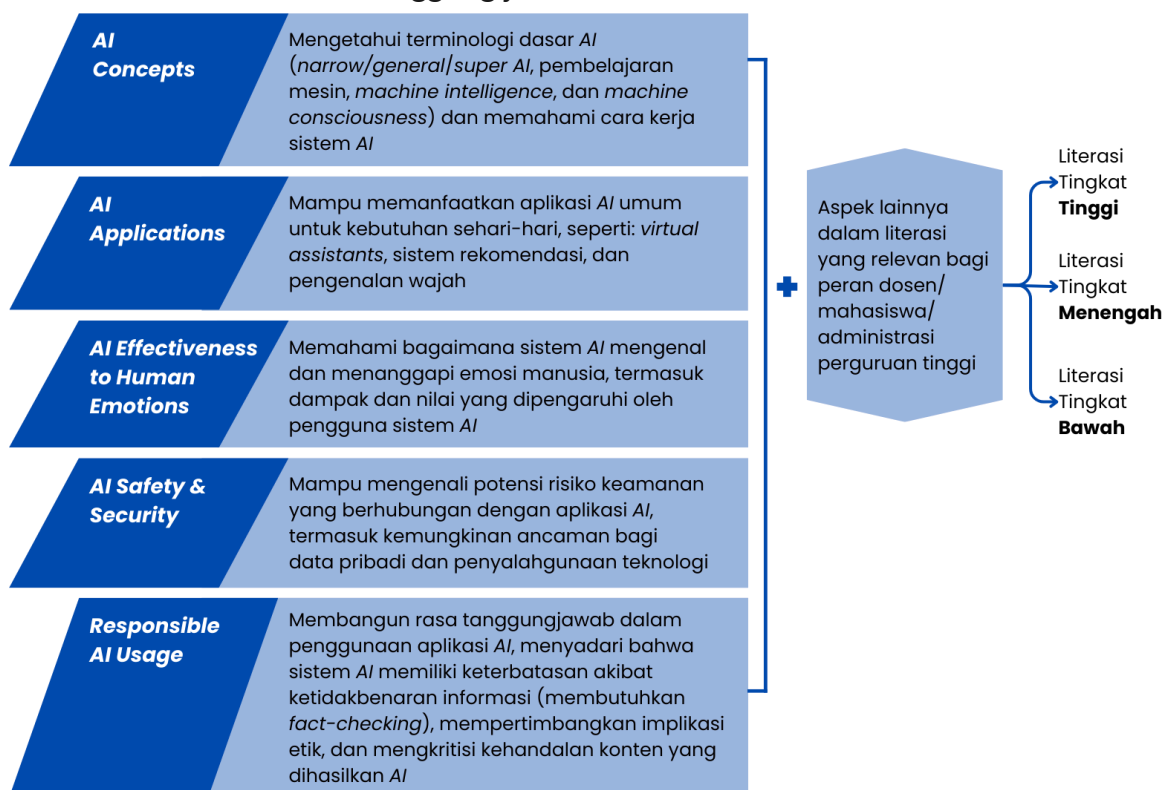 AI
Concepts
Mengetahui terminologi dasar AI
(narrow/general/super AI, pembelajaran
mesin, machine intelligence, dan machine
consciousness) dan memahami cara kerja
sistem AI
AI
Applications
Mampu memanfaatkan aplikasi AI umum
untuk kebutuhan sehari-hari, seperti: virtual
assistants, sistem rekomendasi, dan
pengenalan wajah
AI Effectiveness
to Human
Emotions
Memahami bagaimana sistem AI mengenal
dan menanggapi emosi manusia, termasuk
dampak dan nilai yang dipengaruhi oleh
pengguna sistem AI
AI Safety &
Security
Mampu mengenali potensi risiko keamanan
yang berhubungan dengan aplikasi AI,
termasuk kemungkinan ancaman bagi
data pribadi dan penyalahgunaan teknologi
Responsible
AI Usage
Membangun rasa tanggungjawab dalam
penggunaan aplikasi AI, menyadari bahwa
sistem AI memiliki keterbatasan akibat
ketidakbenaran informasi (membutuhkan
fact-checking), mempertimbangkan implikasi
etik, dan mengkritisi kehandalan konten yang
dihasilkan AI
Aspek lainnya
dalam literasi
yang relevan bagi
peran dosen/
mahasiswa/
administrasi
perguruan tinggi
Literasi
Tingkat
Tinggi
Literasi
Tingkat
Menengah
Literasi
Tingkat
Bawah